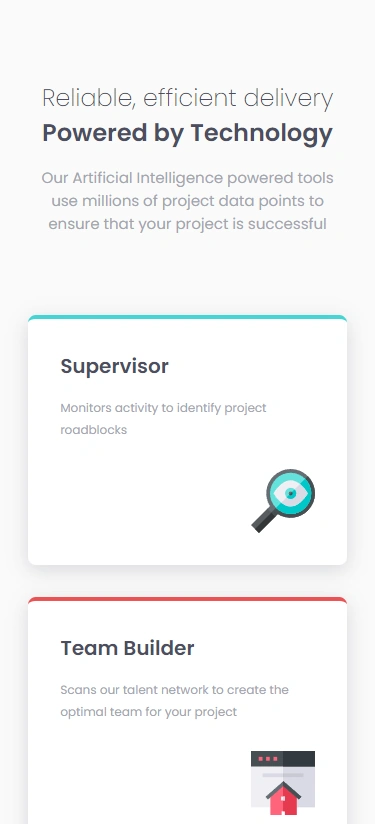 Reliable, efficient delivery
Powered by Technology
Our Artificial Intelligence powered tools
use millions of project data points to
ensure that your project is successful
Supervisor
Monitors activity to identify project
roadblocks
Team Builder
Scans our talent network to create the
optimal team for your project